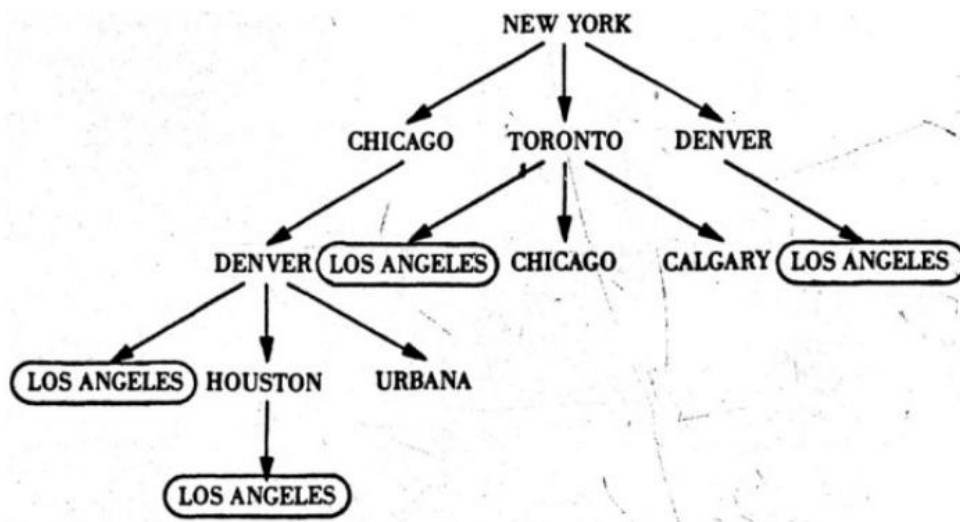 NEW YORK
CHICAGO TORONTO DENVER
DENVER LOS ANGELES CHICAGO CALGARY LOS ANGELES
LOS ANGELES HOUSTON URBANA
LOS ANGELES